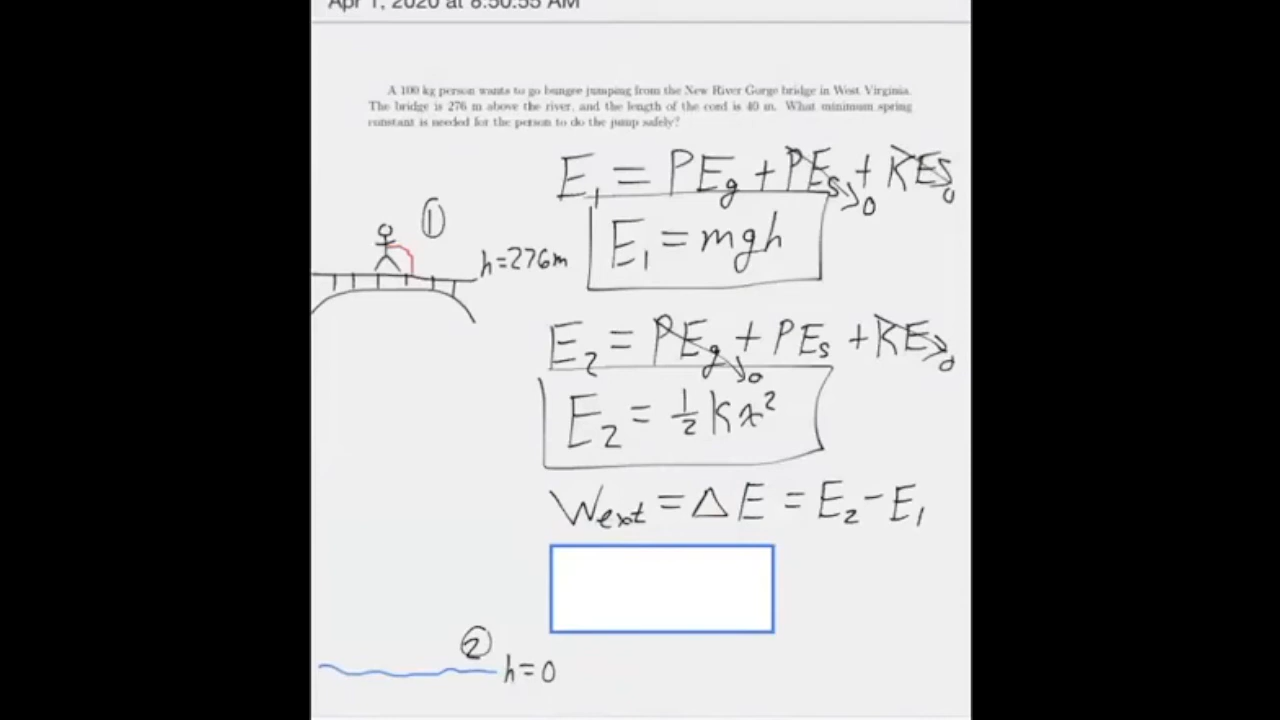 Apr 1, 2020 at 8:50:55 AM
A 100 kg person wants to go bungee jumping from the New River Gorge bridge in West Virginia.
The bridge is 276 m above the river, and the length of the cord is 40 m. What minimum spring
constant is needed for the person to do the jump safely?
E₁ = PEg + PEs→0 + KE→0
①
E₁ = mgh
h=276m
E₂ = PEg→0 + PEs + KE→0
E₂ = ½kx²
Wext = ΔE = E₂ - E₁
②
h=0